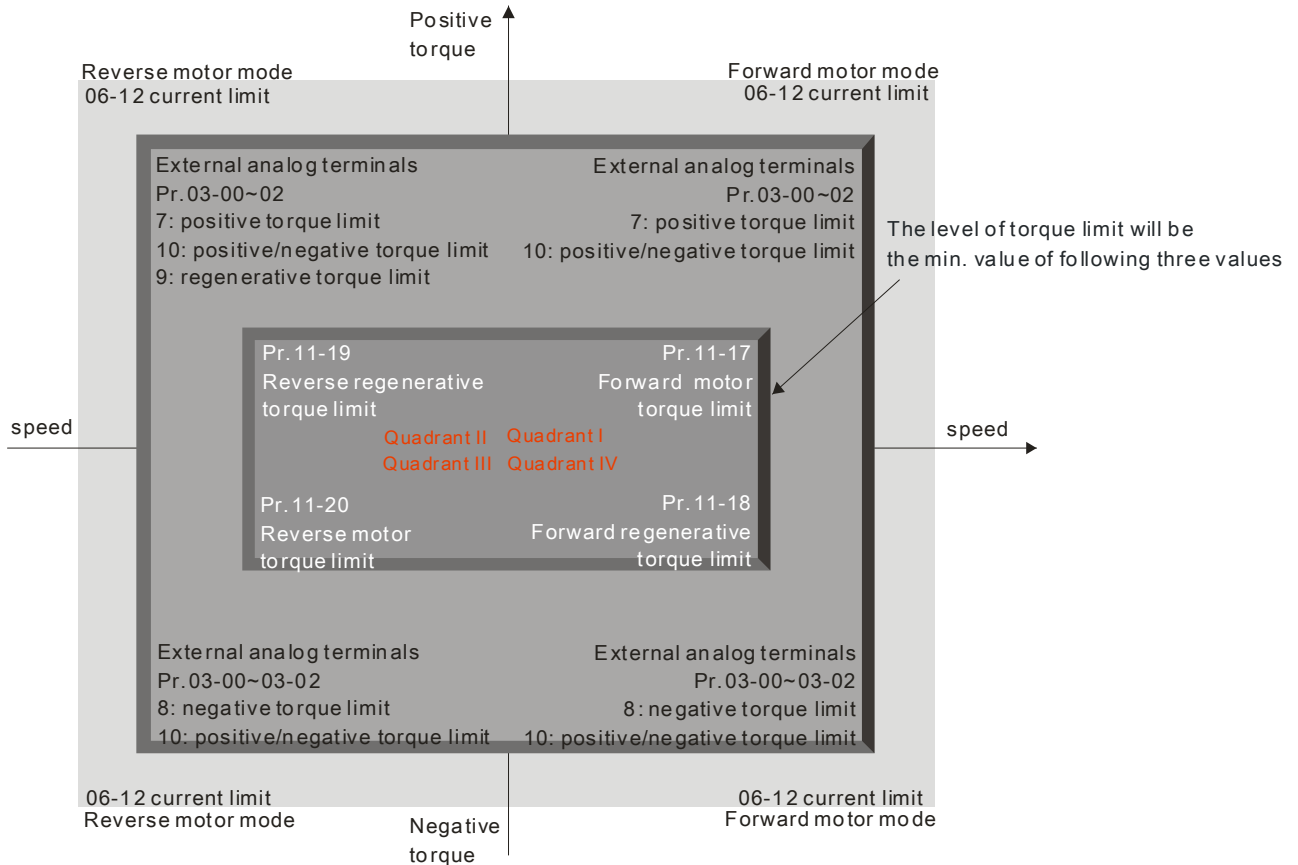 Positive
torque
Reverse motor mode
06-12 current limit
Forward motor mode
06-12 current limit
External analog terminals
Pr.03-00~02
7: positive torque limit
10: positive/negative torque limit
9: regenerative torque limit
External analog terminals
Pr.03-00~02
7: positive torque limit
10: positive/negative torque limit
The level of torque limit will be
the min. value of following three values
Pr.11-19
Reverse regenerative
torque limit
Pr.11-17
Forward motor
torque limit
speed
Quadrant II
Quadrant I
Quadrant III
Quadrant IV
speed
Pr.11-20
Reverse motor
torque limit
Pr.11-18
Forward regenerative
torque limit
External analog terminals
Pr.03-00~03-02
8: negative torque limit
10: positive/negative torque limit
External analog terminals
Pr.03-00~03-02
8: negative torque limit
10: positive/negative torque limit
06-12 current limit
Reverse motor mode
06-12 current limit
Forward motor mode
Negative
torque